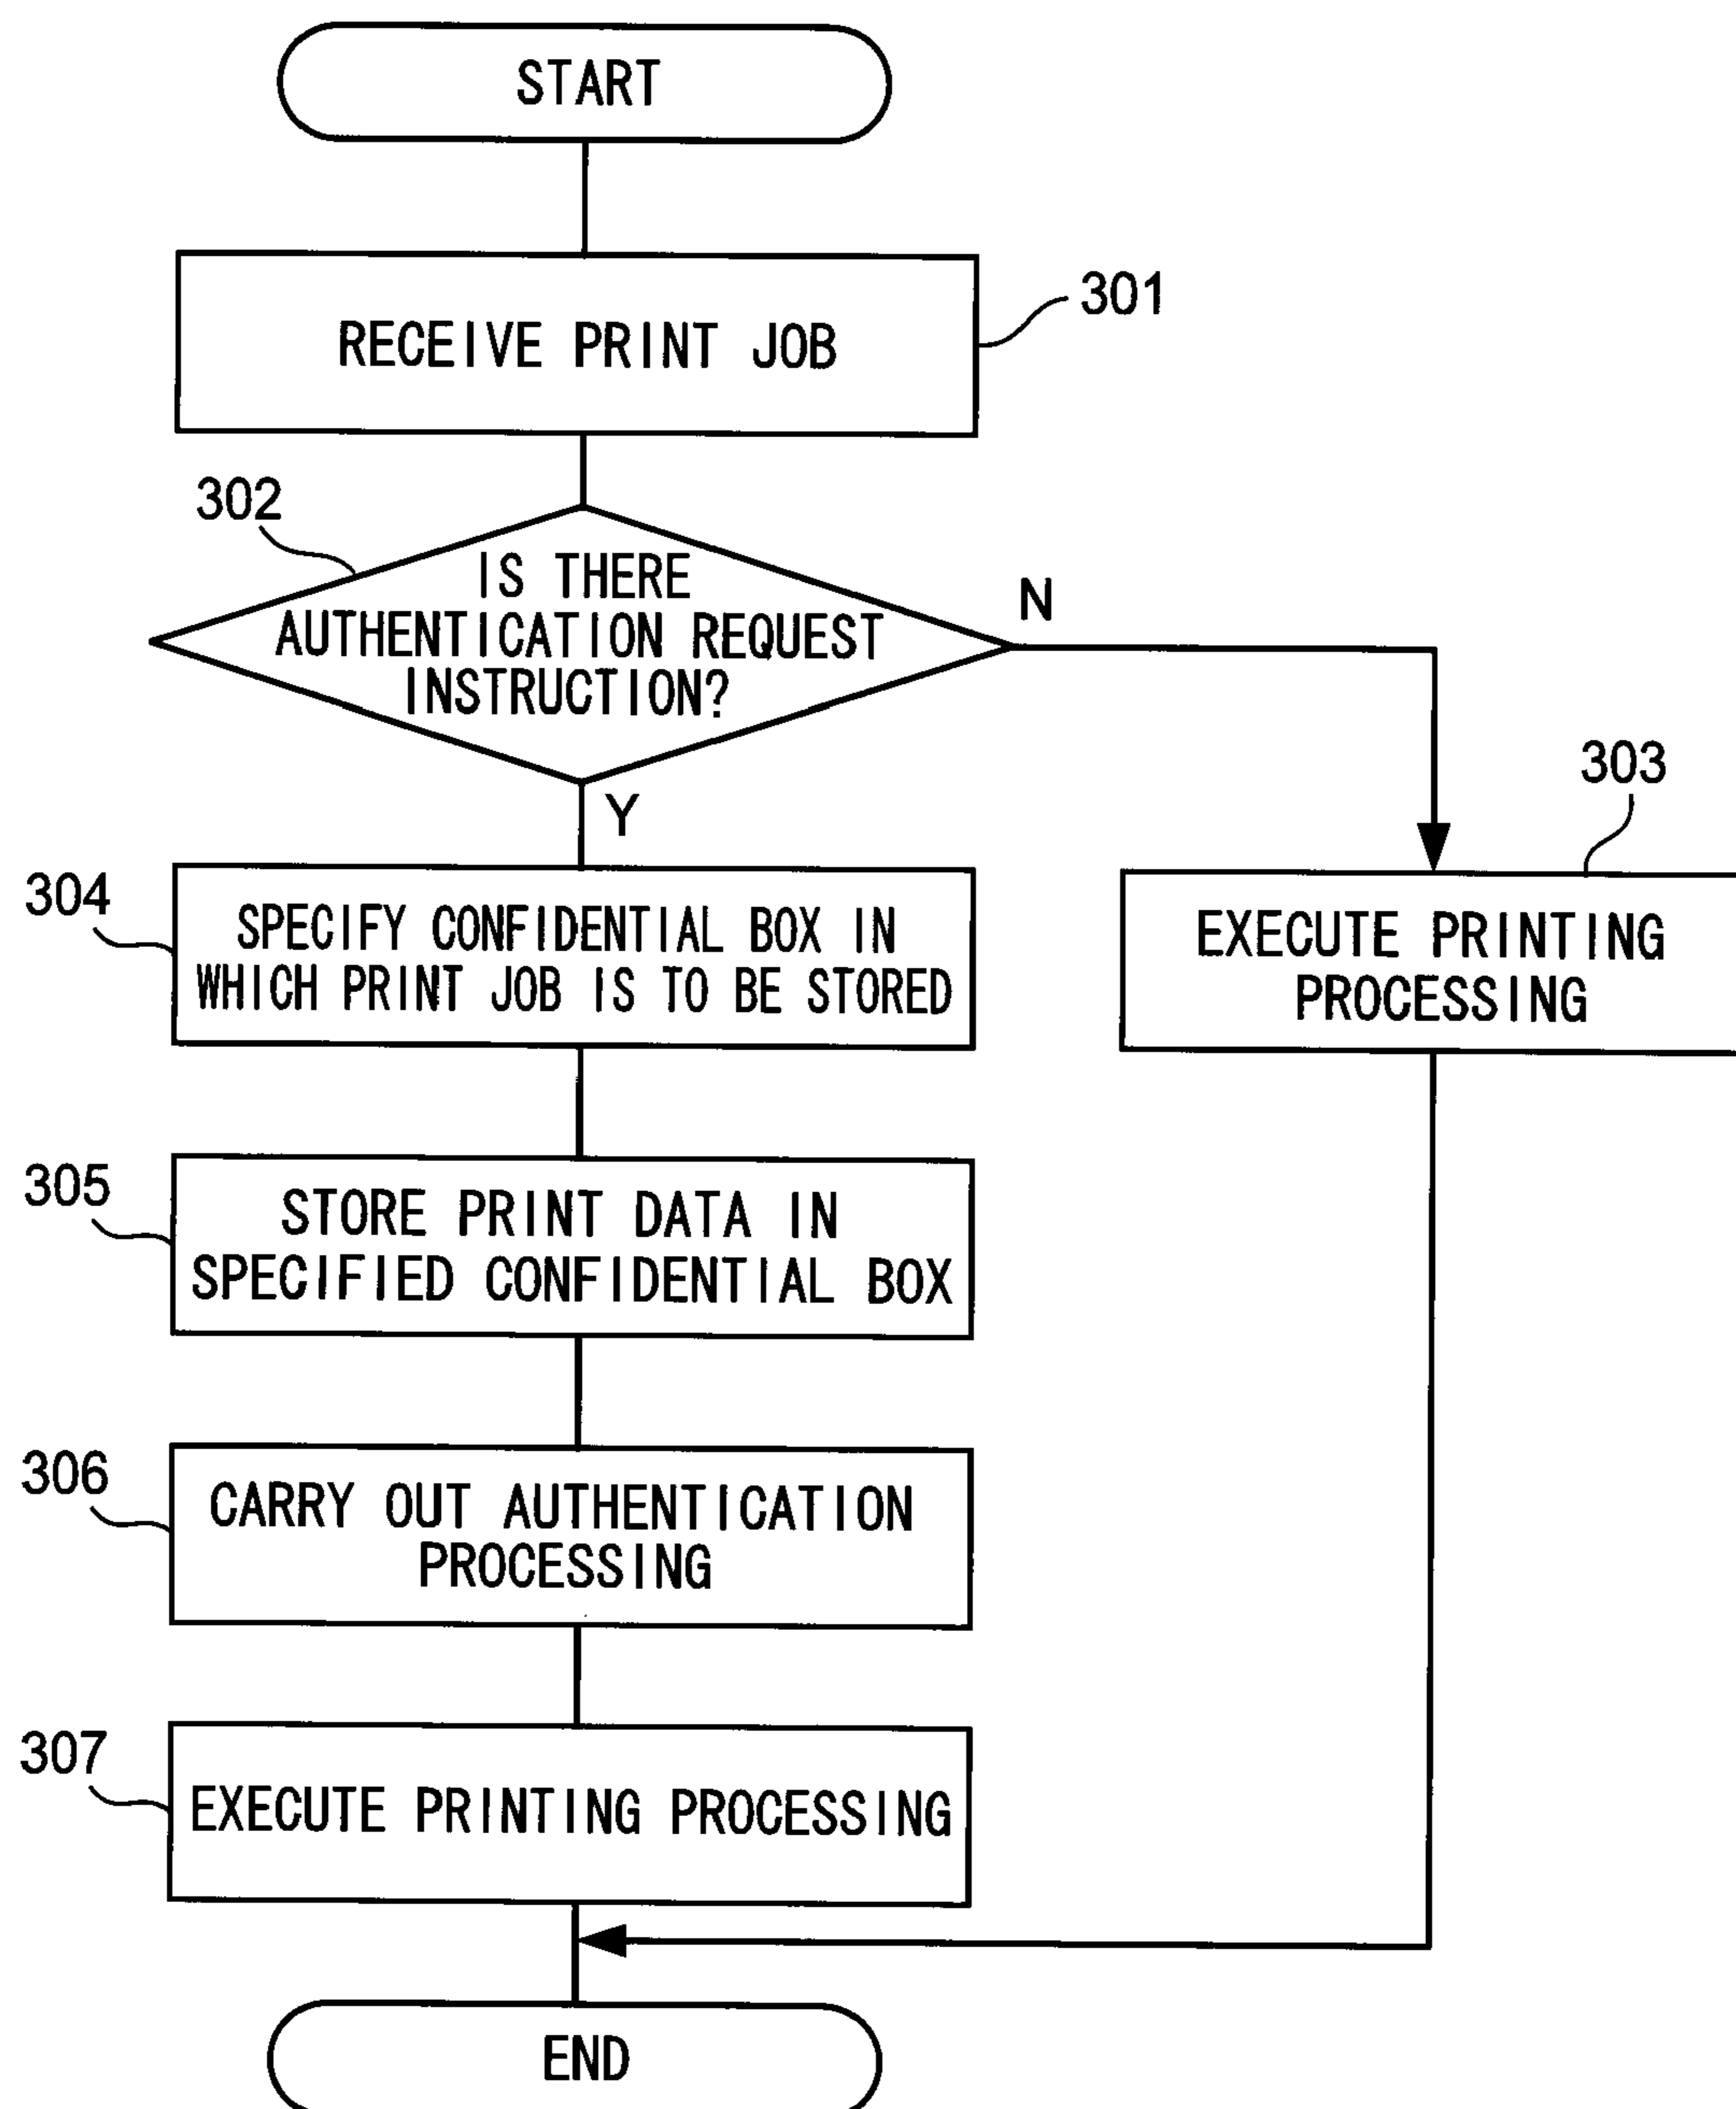 START
RECEIVE PRINT JOB
301
302
IS THERE
AUTHENTICATION REQUEST
INSTRUCTION?
N
Y
303
EXECUTE PRINTING
PROCESSING
304
SPECIFY CONFIDENTIAL BOX IN
WHICH PRINT JOB IS TO BE STORED
305
STORE PRINT DATA IN
SPECIFIED CONFIDENTIAL BOX
306
CARRY OUT AUTHENTICATION
PROCESSING
307
EXECUTE PRINTING PROCESSING
END